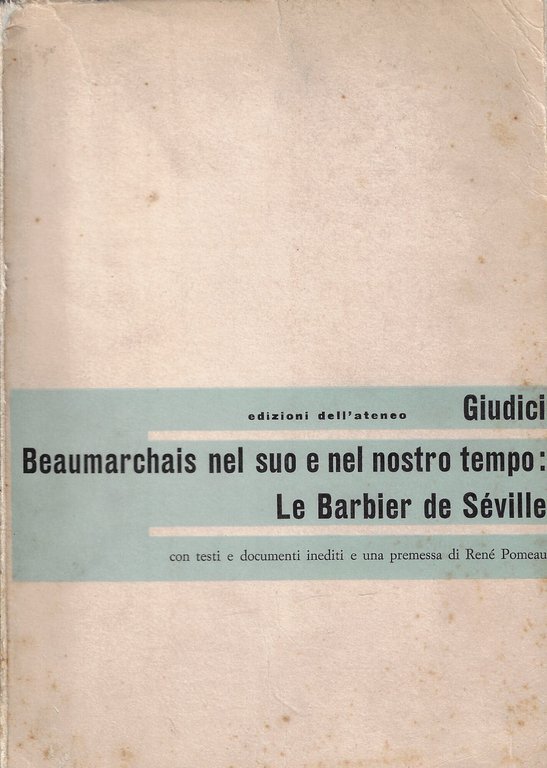 edizioni dell'ateneo Giudici
Beaumarchais nel suo e nel nostro tempo:
Le Barbier de Séville
con testi e documenti inediti e una premessa di René Pomeau